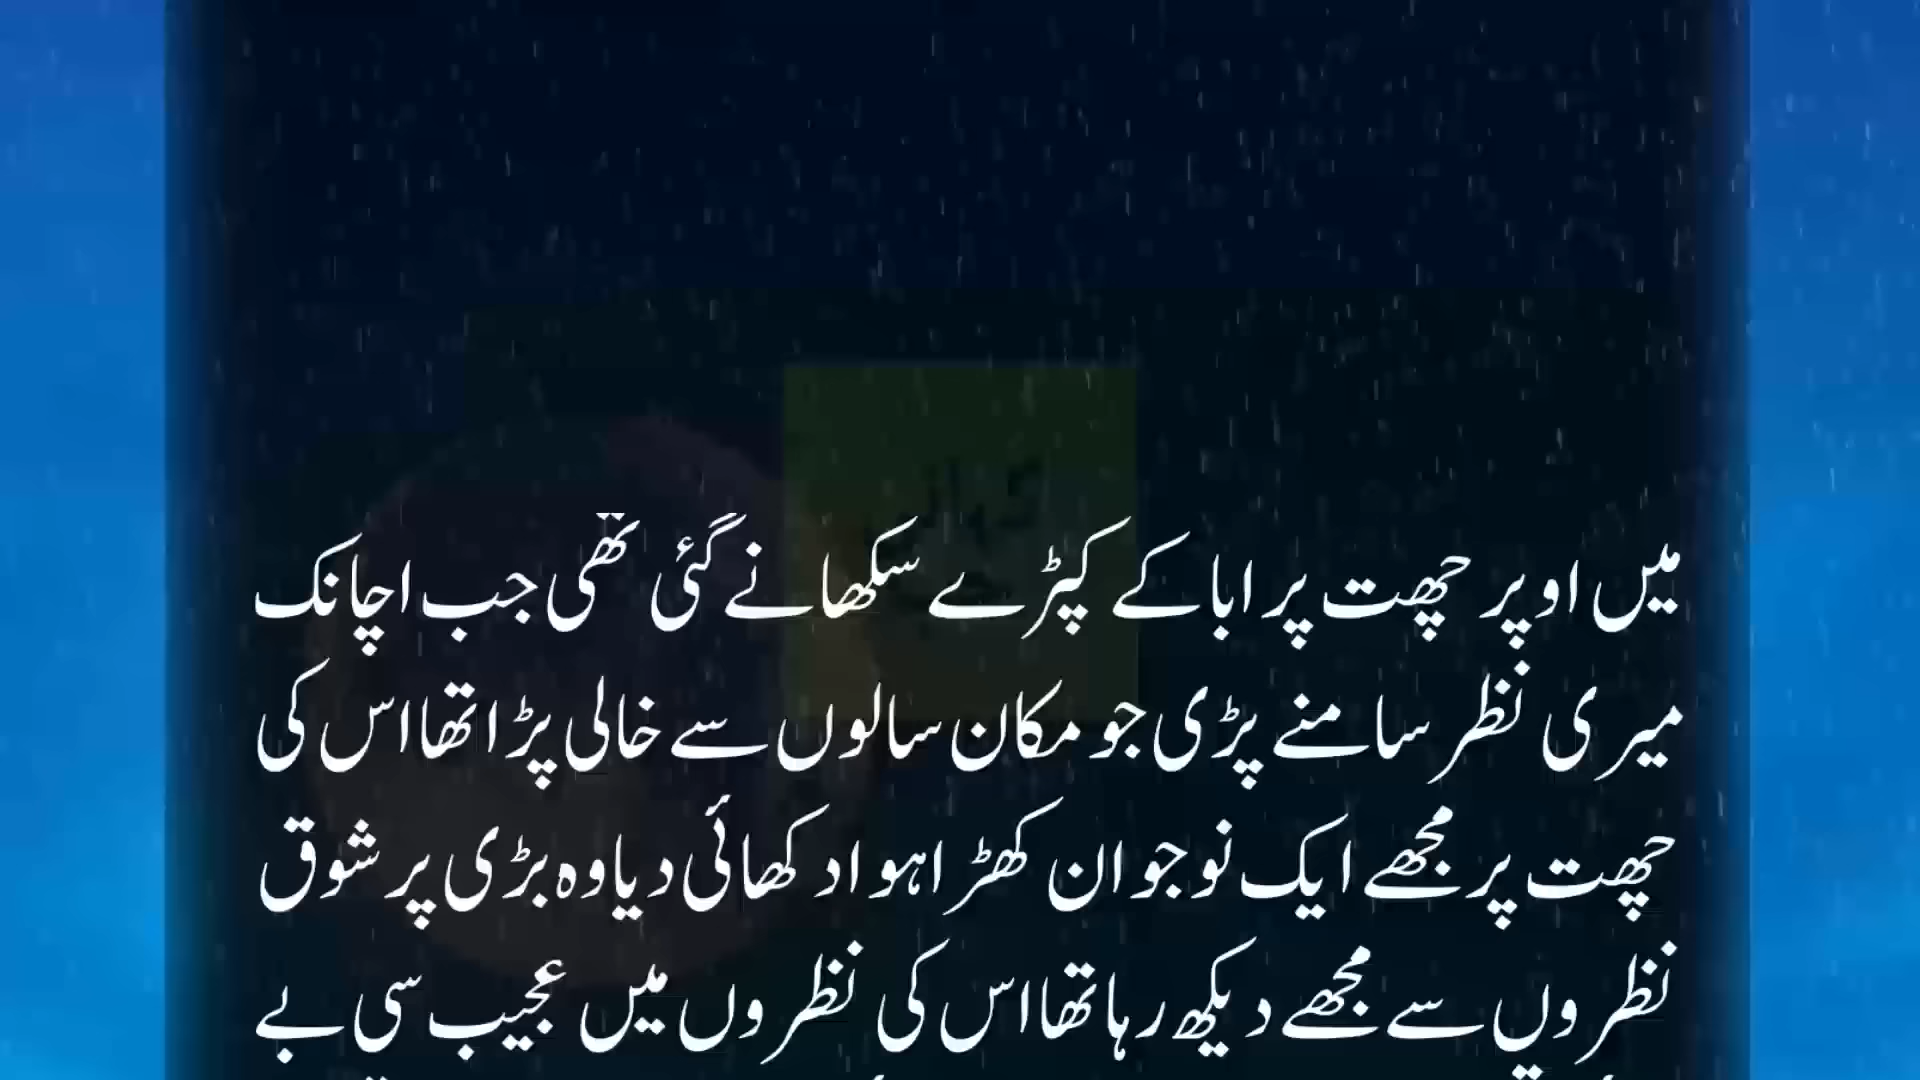 میں اوپر چھت پر ابا کے کپڑے سکھانے گئی تھی جب اچانک
میری نظر سامنے پڑی جو مکان سالوں سے خالی پڑا تھا اس کی
چھت پر مجھے ایک نوجوان کھڑا ہوا دکھائی دیا وہ بڑی پر شوق
نظروں سے مجھے دیکھ رہا تھا اس کی نظروں میں عجیب سی بے